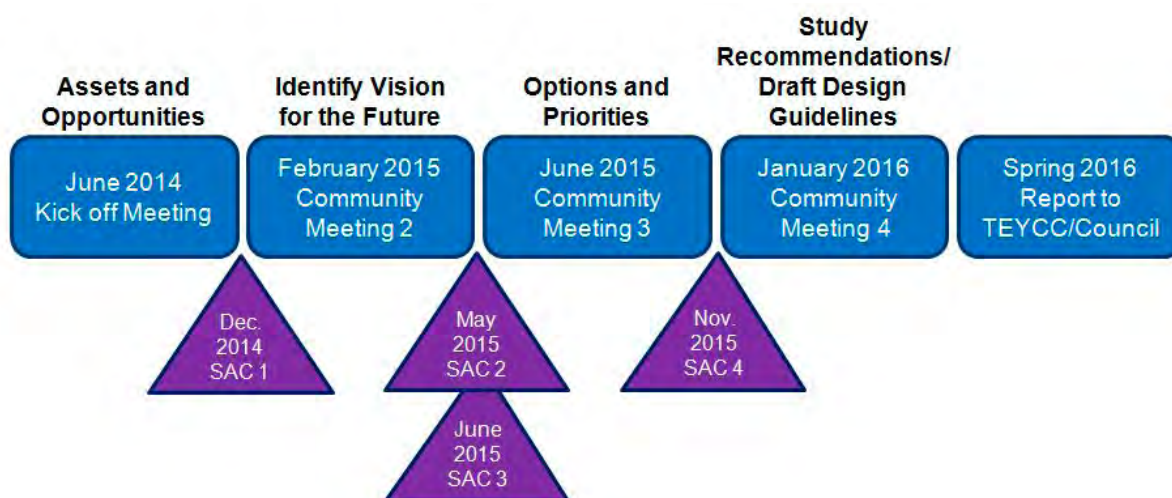 Assets and
Opportunities
Identify Vision
for the Future
Options and
Priorities
Study
Recommendations/
Draft Design
Guidelines
June 2014
Kick off Meeting
February 2015
Community
Meeting 2
June 2015
Community
Meeting 3
January 2016
Community
Meeting 4
Spring 2016
Report to
TEYCC/Council
Dec.
2014
SAC 1
May
2015
SAC 2
Nov.
2015
SAC 4
June
2015
SAC 3